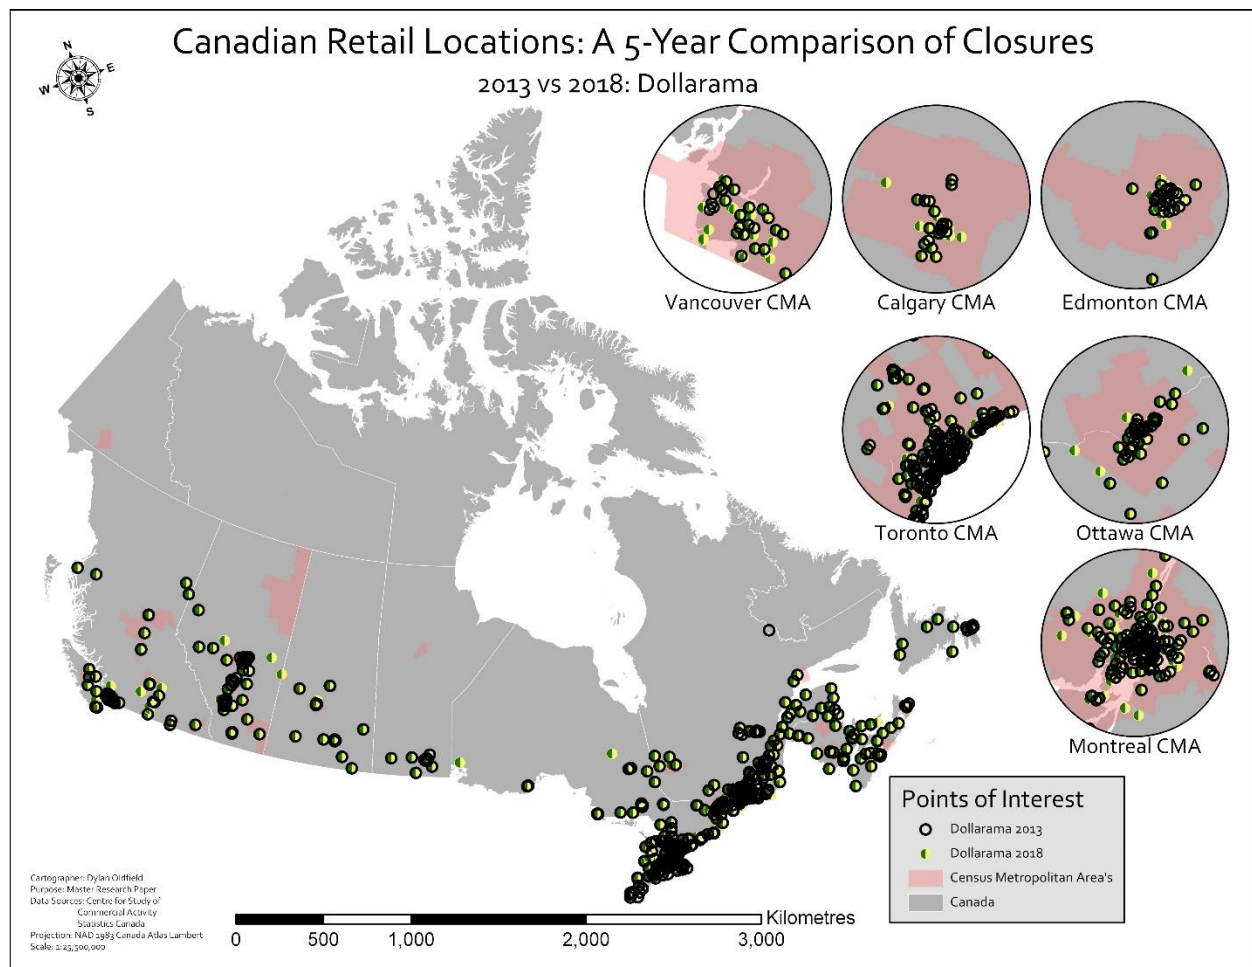 Canadian Retail Locations: A 5-Year Comparison of Closures
2013 vs 2018: Dollarama
N
E
W
S
Vancouver CMA
Calgary CMA
Edmonton CMA
Toronto CMA
Ottawa CMA
Montreal CMA
Points of Interest
Dollarama 2013
Dollarama 2018
Census Metropolitan Area's
Canada
Cartographer: Dylan Oldfield
Purpose: Master Research Paper
Data Sources: Centre for Study of
Commercial Activity
Statistics Canada
Projection: NAD 1983 Canada Atlas Lambert
Scale: 1:25,500,000
Kilometres
0 500 1,000 2,000 3,000